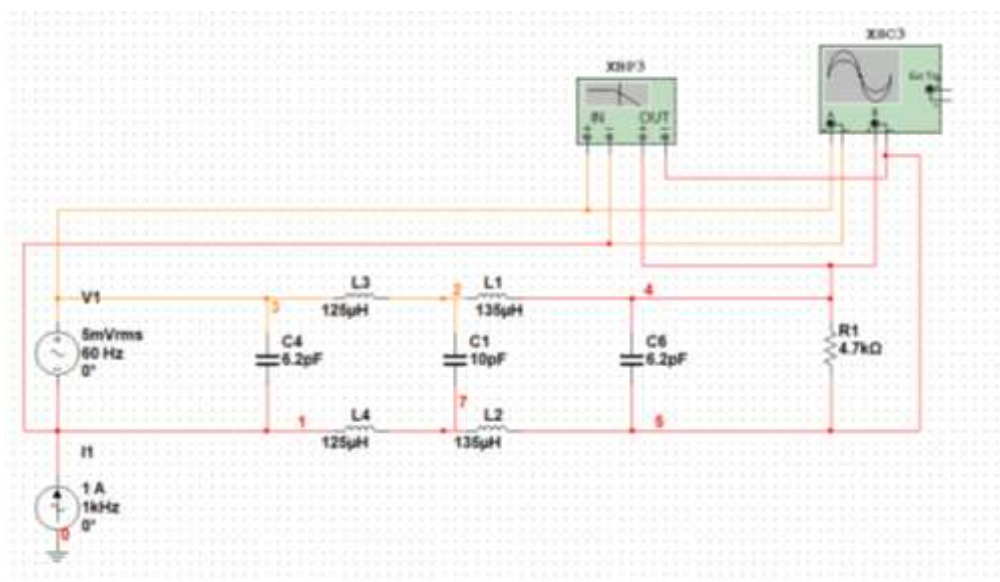 XSC3
XBP3
Ext Trig
IN OUT
A B
V1
5mVrms
60 Hz
0°
3
L3
125µH
2
L1
135µH
4
C4
6.2pF
C1
10pF
C6
6.2pF
R1
4.7kΩ
7
1
L4
125µH
L2
135µH
5
I1
1 A
1kHz
0°
0